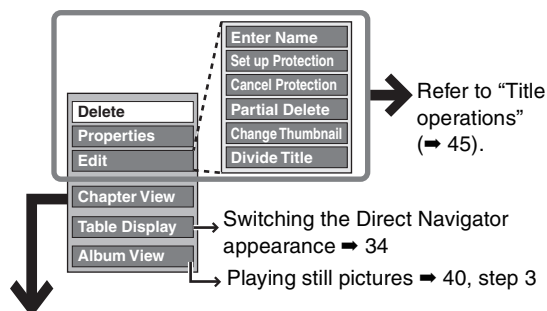 Enter Name
Set up Protection
Cancel Protection
Partial Delete
Change Thumbnail
Divide Title
Delete
Properties
Edit
Chapter View
Table Display
Album View
Refer to “Title
operations”
(➡ 45).
Switching the Direct Navigator
appearance ➡ 34
Playing still pictures ➡ 40, step 3